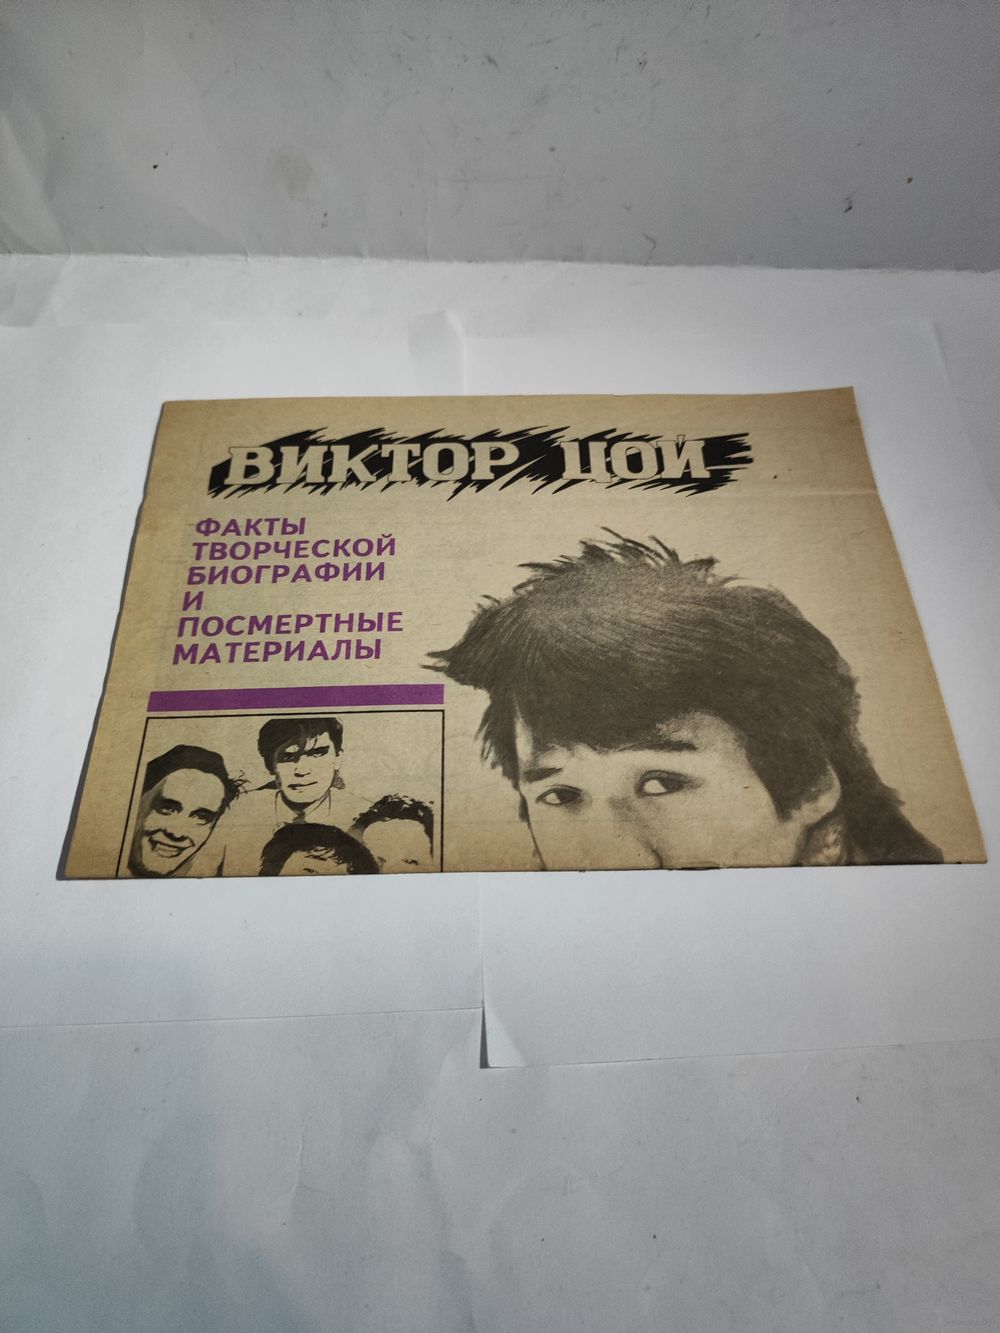 ВИКТОР ЦОЙ
ФАКТЫ
ТВОРЧЕСКОЙ
БИОГРАФИИ
И
ПОСМЕРТНЫЕ
МАТЕРИАЛЫ